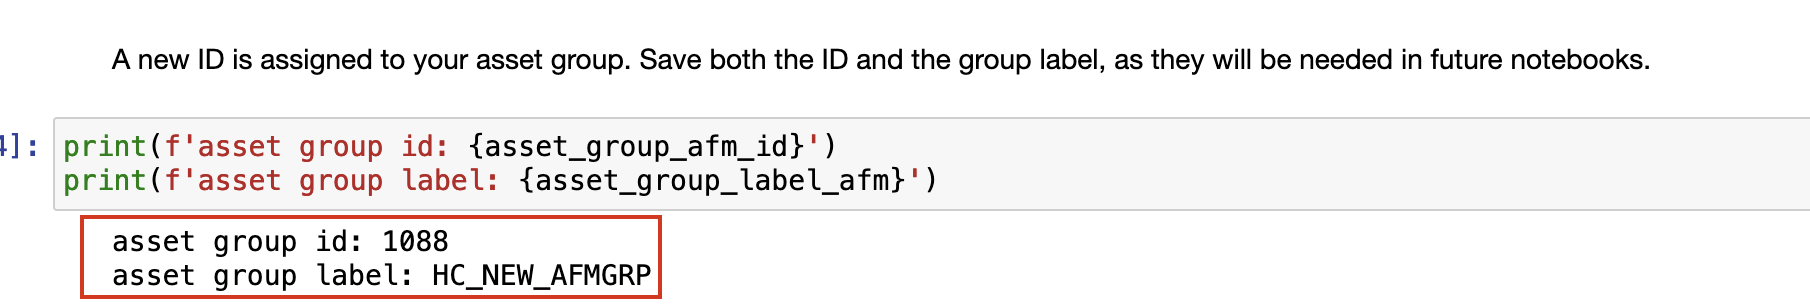 A new ID is assigned to your asset group. Save both the ID and the group label, as they will be needed in future notebooks.
4]: print(f'asset group id: {asset_group_afm_id}')
print(f'asset group label: {asset_group_label_afm}')
asset group id: 1088
asset group label: HC_NEW_AFMGRP